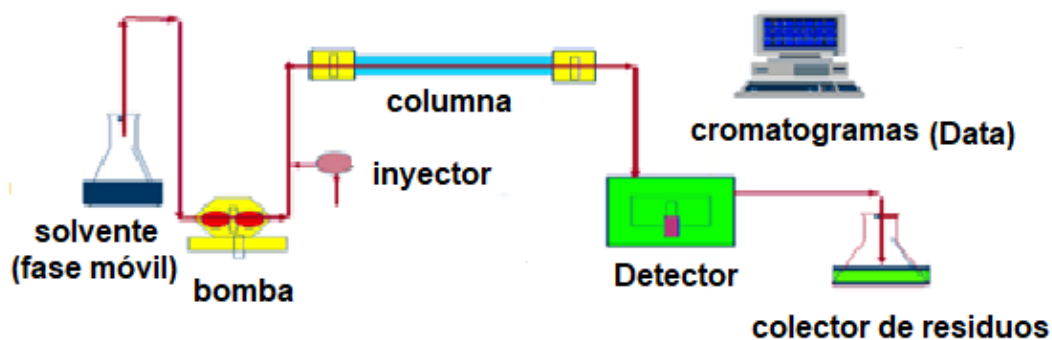 columna
cromatogramas (Data)
inyector
solvente
(fase móvil)
bomba
Detector
colector de residuos